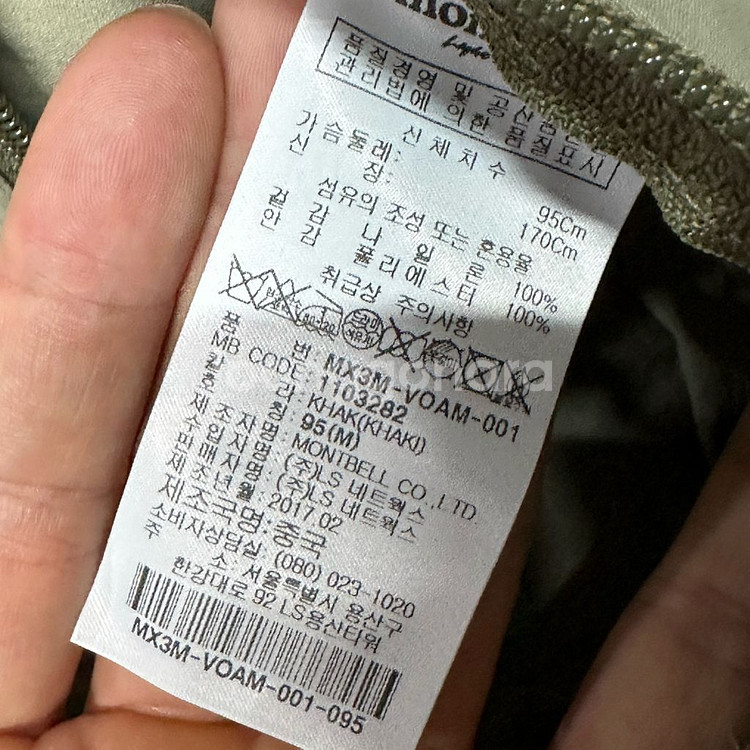 품질경영 및 공산품
관리법에 의한 품질표시
신체치수
가슴둘레: 95Cm
신 장: 170Cm
섬유의 조성 또는 혼용율
겉 감 나 일 론 100%
안 감 폴리에스터 100%
취급상 주의사항
품 번: MX3M-VOAM-001
MB CODE: 1103282
칼 라: KHAK(KHAKI)
호 칭: 95(M)
제조자명: MONTBELL CO.,LTD.
수입자명: (주)LS 네트웍스
판매자명: (주)LS 네트웍스
제조년월: 2017.02
제조국명: 중국
소비자상담실 (080) 023-1020
주 소: 서울특별시 용산구
한강대로 92 LS용산타워
MX3M-VOAM-001-095